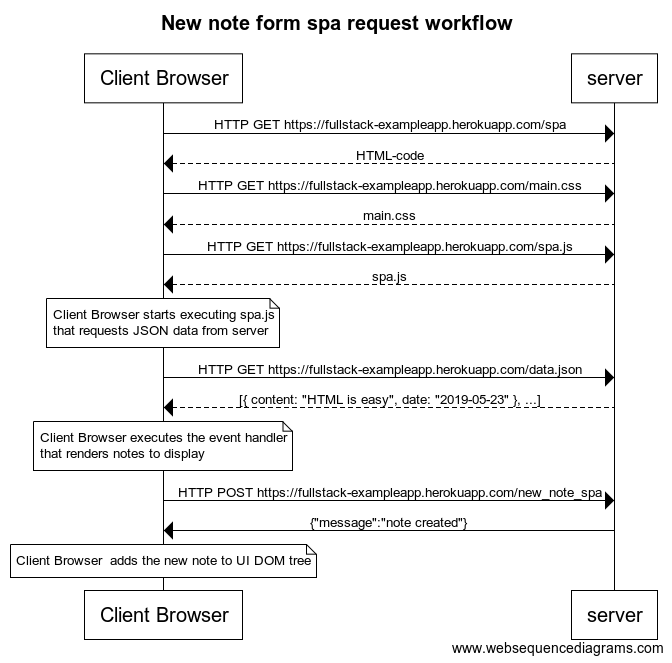 New note form spa request workflow
Client Browser
server
HTTP GET https://fullstack-exampleapp.herokuapp.com/spa
HTML-code
HTTP GET https://fullstack-exampleapp.herokuapp.com/main.css
main.css
HTTP GET https://fullstack-exampleapp.herokuapp.com/spa.js
spa.js
Client Browser starts executing spa.js
that requests JSON data from server
HTTP GET https://fullstack-exampleapp.herokuapp.com/data.json
[{ content: "HTML is easy", date: "2019-05-23" }, ...]
Client Browser executes the event handler
that renders notes to display
HTTP POST https://fullstack-exampleapp.herokuapp.com/new_note_spa
{"message":"note created"}
Client Browser  adds the new note to UI DOM tree
Client Browser
server
www.websequencediagrams.com